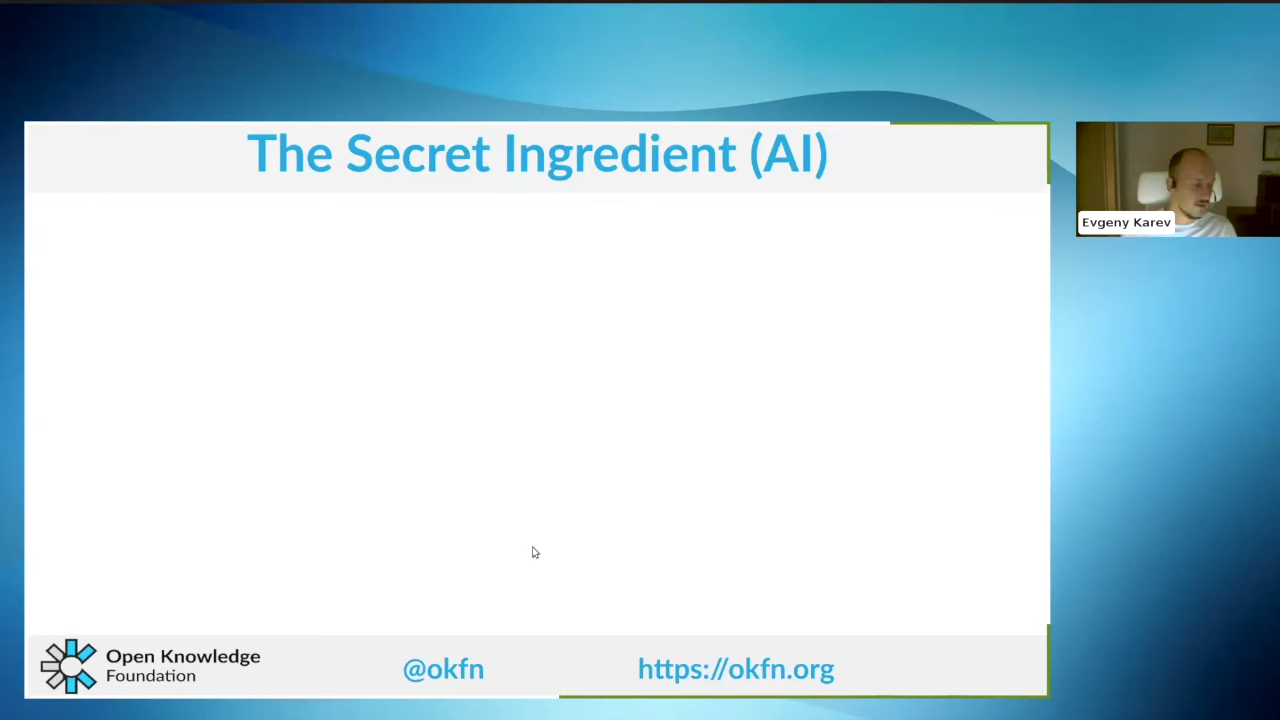 The Secret Ingredient (AI)
Evgeny Karev
Open Knowledge
Foundation
@okfn
https://okfn.org